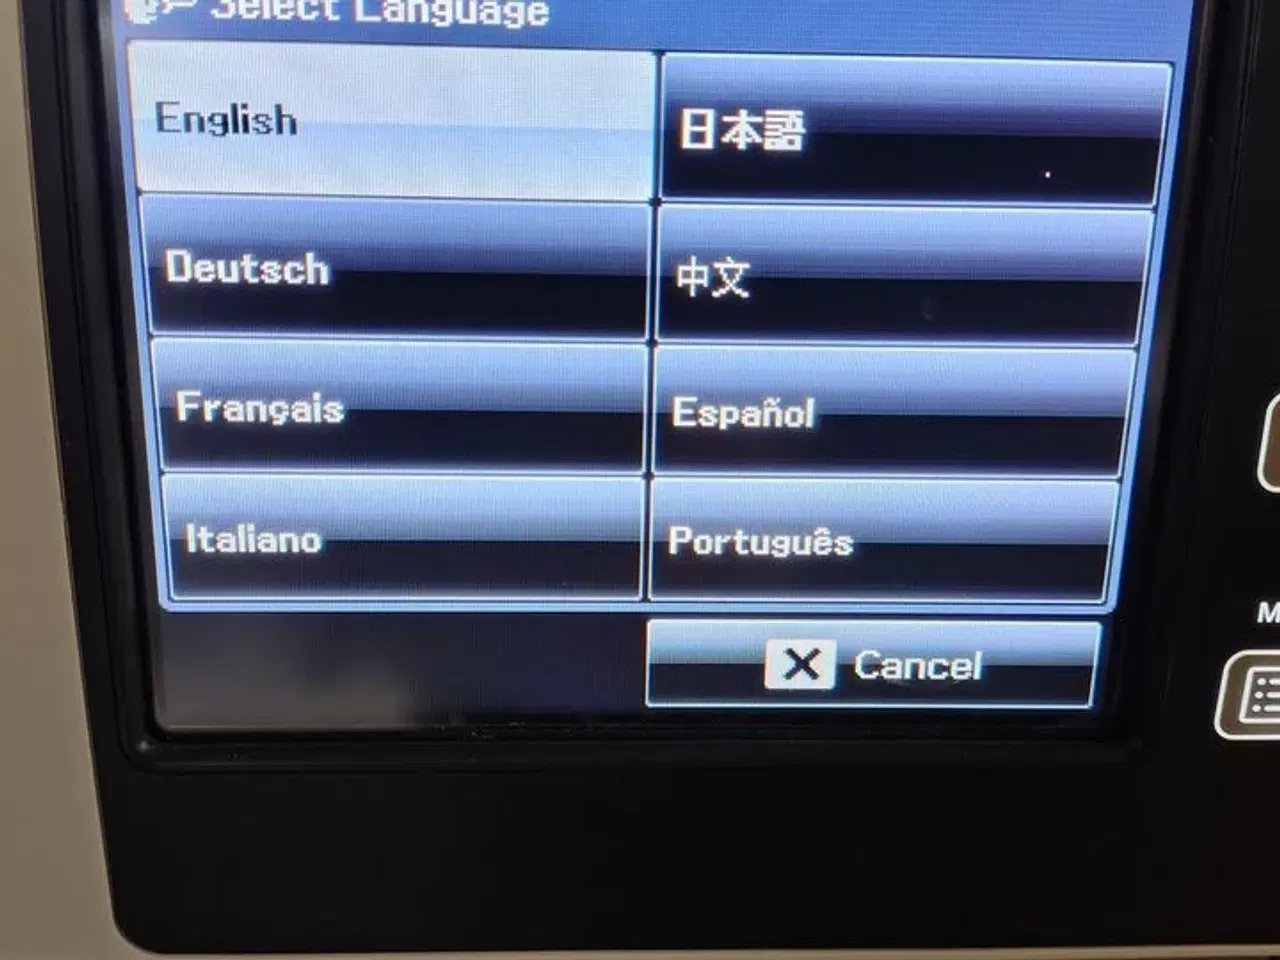 Select Language
English
日本語
Deutsch
中文
Français
Español
Italiano
Português
Cancel